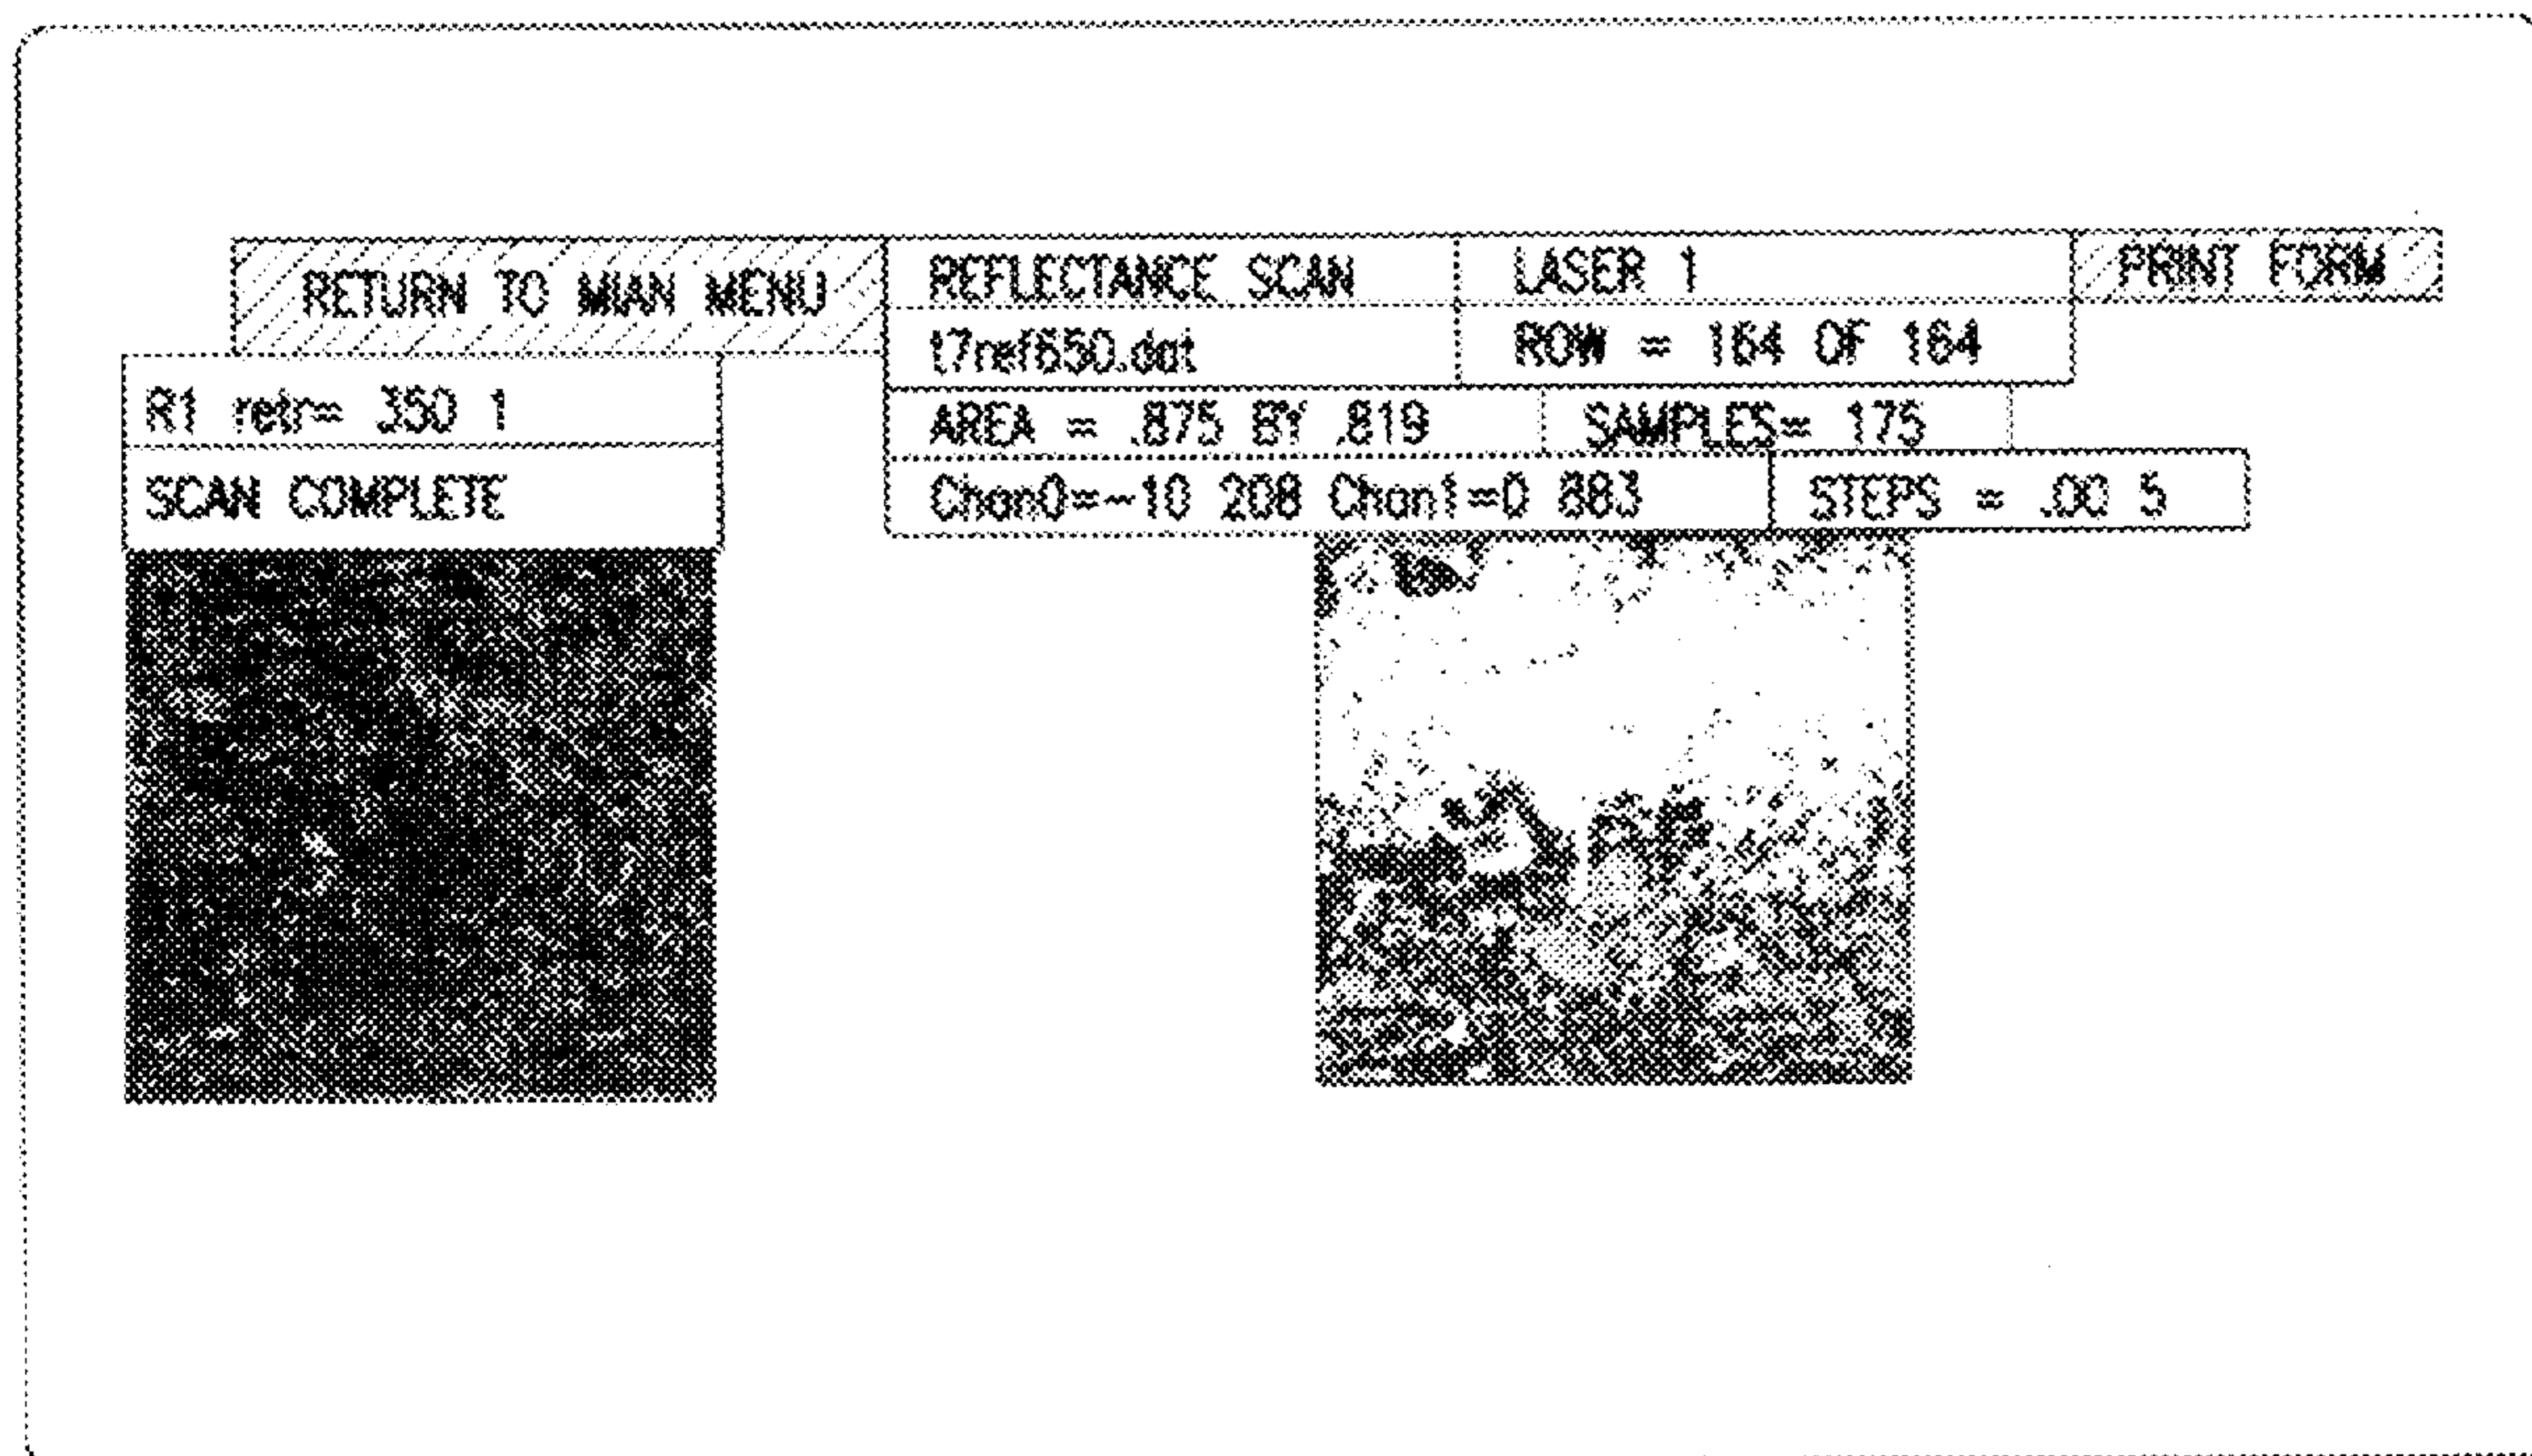 RETURN TO MIAN MENU
REFLECTANCE SCAN
LASER 1
PRINT FORM
t7ref650.dat
ROW = 164 OF 164
R1 retr= .350 1
AREA = .875 BY .819
SAMPLES= 175
SCAN COMPLETE
Chan0=-10 208 Chan1=0 883
STEPS = .00 5